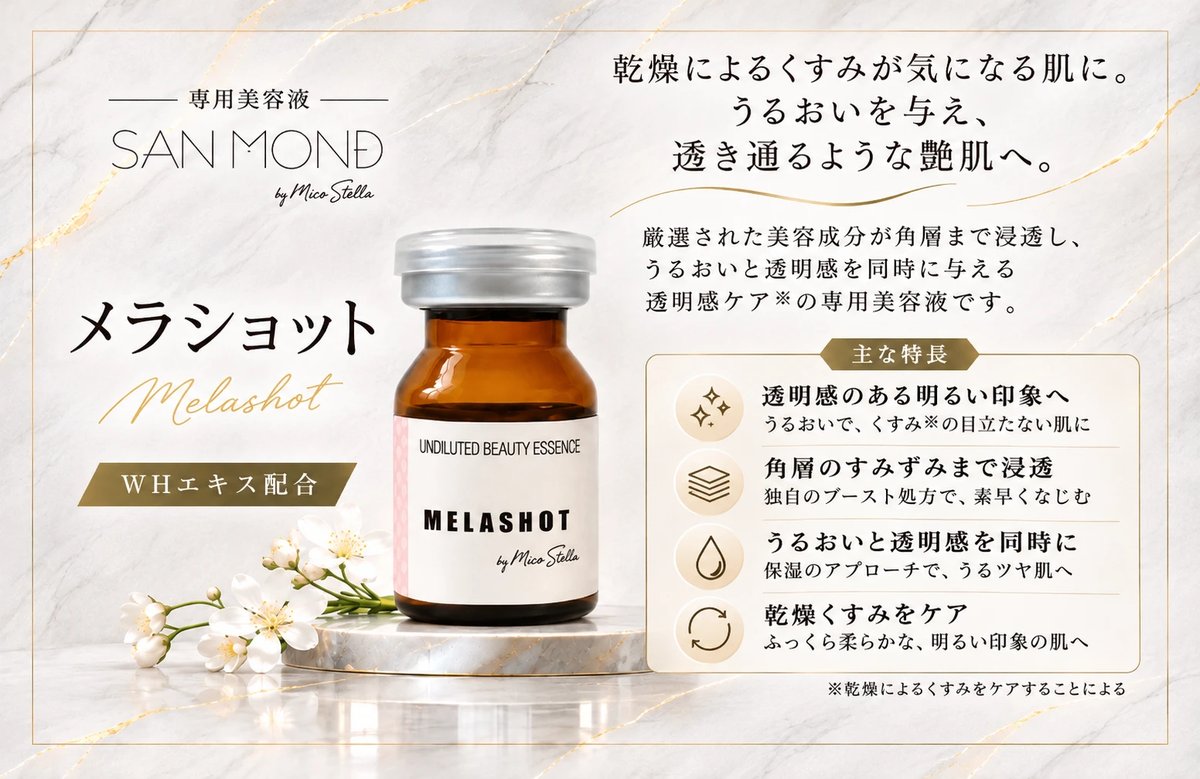 専用美容液
SAN MOND
by Mico Stella
メラショット
Melashot
WHエキス配合
UNDILUTED BEAUTY ESSENCE
MELASHOT
by Mico Stella
乾燥によるくすみが気になる肌に。
うるおいを与え、
透き通るような艶肌へ。
厳選された美容成分が角層まで浸透し、
うるおいと透明感を同時に与える
透明感ケア※の専用美容液です。
主な特長
透明感のある明るい印象へ
うるおいで、くすみ※の目立たない肌に
角層のすみずみまで浸透
独自のブースト処方で、素早くなじむ
うるおいと透明感を同時に
保湿のアプローチで、うるツヤ肌へ
乾燥くすみをケア
ふっくら柔らかな、明るい印象の肌へ
※乾燥によるくすみをケアすることによる